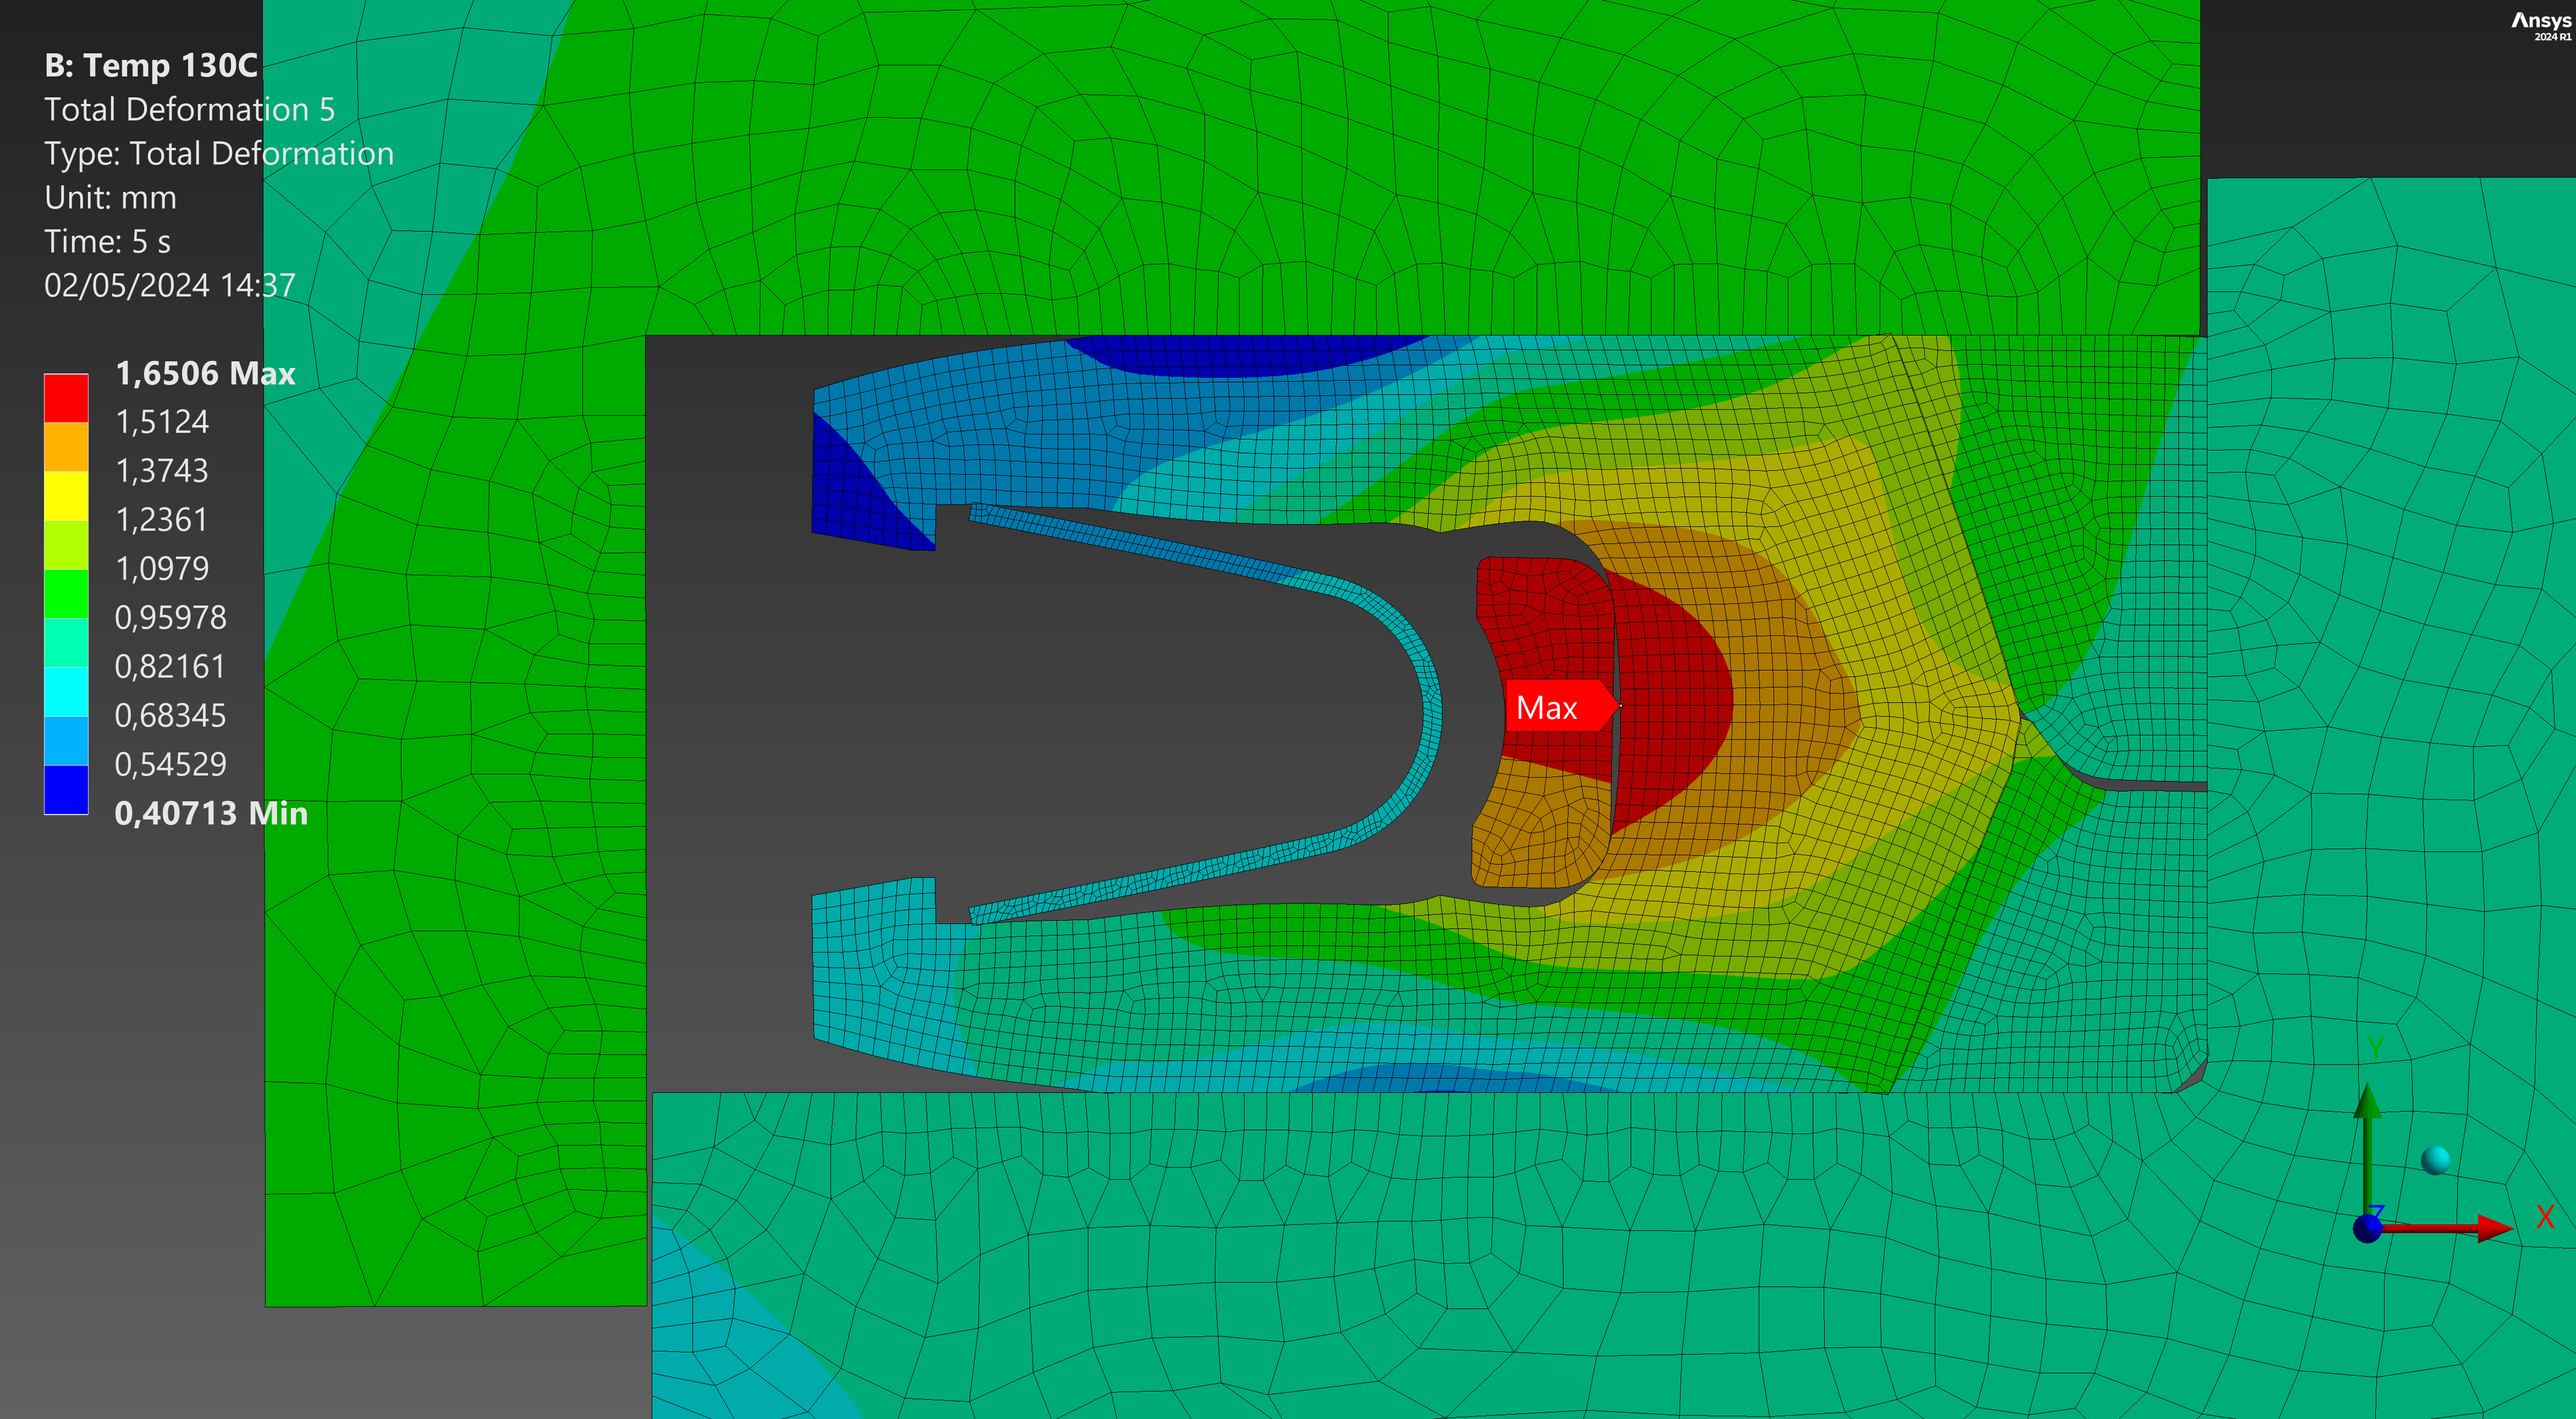 Ansys
2024 R1
B: Temp 130C
Total Deformation 5
Type: Total Deformation
Unit: mm
Time: 5 s
02/05/2024 14:37
1,6506 Max
1,5124
1,3743
1,2361
1,0979
0,95978
0,82161
0,68345
0,54529
0,40713 Min
Max
Y
Z
X